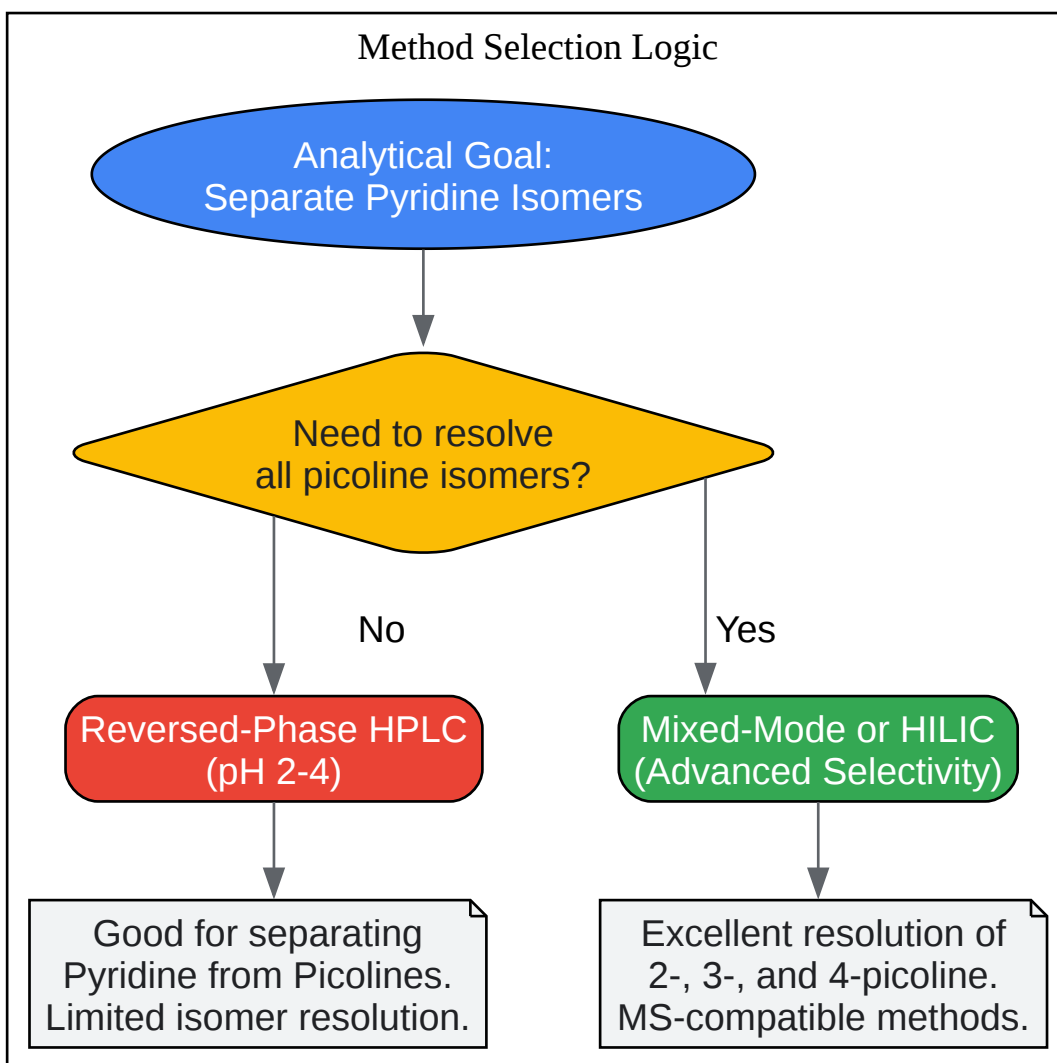 Method Selection Logic
Analytical Goal:
Separate Pyridine Isomers
Need to resolve
all picoline isomers?
No
Yes
Reversed-Phase HPLC
(pH 2-4)
Mixed-Mode or HILIC
(Advanced Selectivity)
Good for separating
Pyridine from Picolines.
Limited isomer resolution.
Excellent resolution of
2-, 3-, and 4-picoline.
MS-compatible methods.